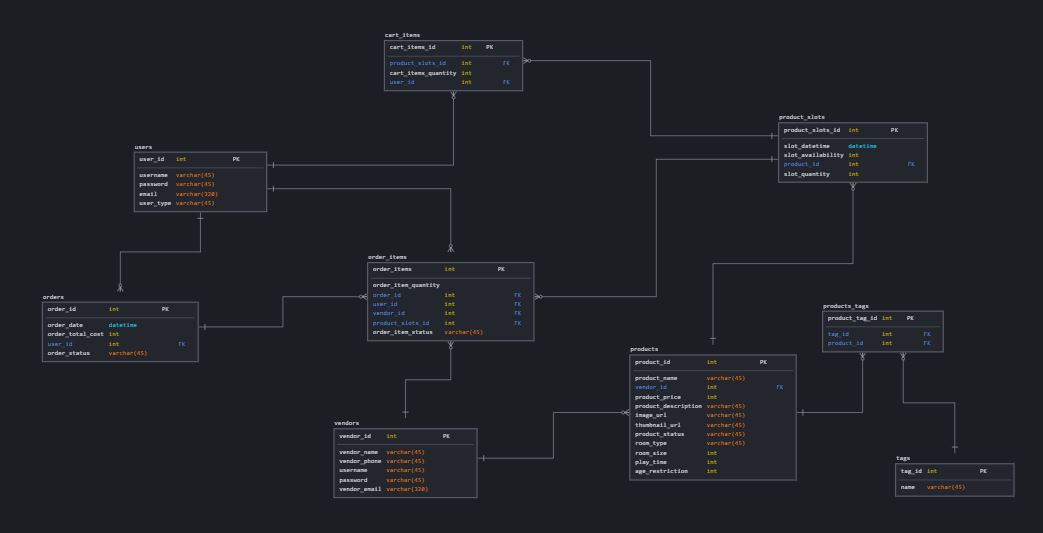 cart_items
cart_items_id int PK
product_slots_id int FK
cart_items_quantity int
user_id int FK
product_slots
product_slots_id int PK
slot_datetime datetime
slot_availability int
product_id int FK
slot_quantity int
users
user_id int PK
username varchar(45)
password varchar(45)
email varchar(320)
user_type varchar(45)
order_items
order_items int PK
order_item_quantity
order_id int FK
user_id int FK
vendor_id int FK
product_slots_id int FK
order_item_status varchar(45)
orders
order_id int PK
order_date datetime
order_total_cost int
user_id int FK
order_status varchar(45)
products_tags
product_tag_id int PK
tag_id int FK
product_id int FK
products
product_id int PK
product_name varchar(45)
vendor_id int FK
product_price int
product_description varchar(45)
image_url varchar(45)
thumbnail_url varchar(45)
product_status varchar(45)
room_type varchar(45)
room_size int
play_time int
age_restriction int
vendors
vendor_id int PK
vendor_name varchar(45)
vendor_phone varchar(45)
username varchar(45)
password varchar(45)
vendor_email varchar(320)
tags
tag_id int PK
name varchar(45)